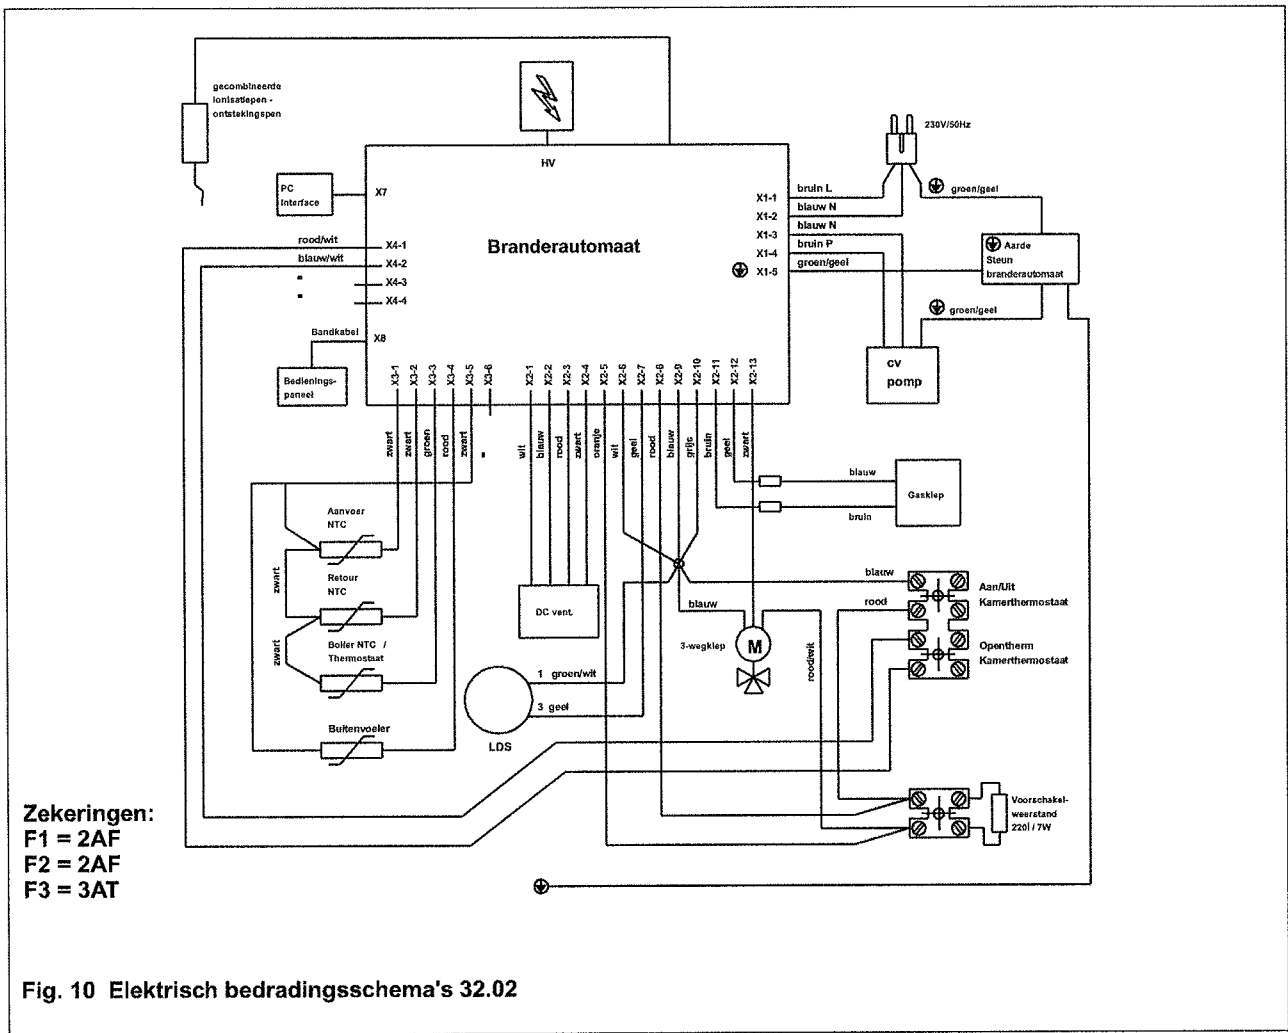 gecombineerde
ionisatiepen -
ontstekingspen
HV
230V/50Hz
PC
Interface
X7
rood/wit
X4-1
blauw/wit
X4-2
X4-3
X4-4
Bandkabel
X8
Bedienings-
paneel
Branderautomaat
X1-1
bruin L
X1-2
blauw N
X1-3
blauw N
X1-4
bruin P
X1-5
groen/geel
groen/geel
Aarde
Steun
branderautomaat
groen/geel
cv
pomp
X3-1
X3-2
X3-3
X3-4
X3-5
X3-6
X2-1
X2-2
X2-3
X2-4
X2-5
X2-6
X2-7
X2-8
X2-9
X2-10
X2-11
X2-12
X2-13
zwart
zwart
groen
rood
zwart
wit
blauw
rood
zwart
oranje
wit
geel
rood
blauw
grijs
bruin
geel
zwart
blauw
Gasklep
bruin
Aanvoer
NTC
zwart
Retour
NTC
zwart
Boiler NTC /
Thermostaat
Buitenvoeler
DC vent.
1 groen/wit
3 geel
LDS
blauw
3-wegklep
M
rood/wit
blauw
rood
Aan/Uit
Kamerthermostaat
Opentherm
Kamerthermostaat
Voorschakel-
weerstand
220l / 7W
Zekeringen:
F1 = 2AF
F2 = 2AF
F3 = 3AT
Fig. 10 Elektrisch bedradingsschema's 32.02